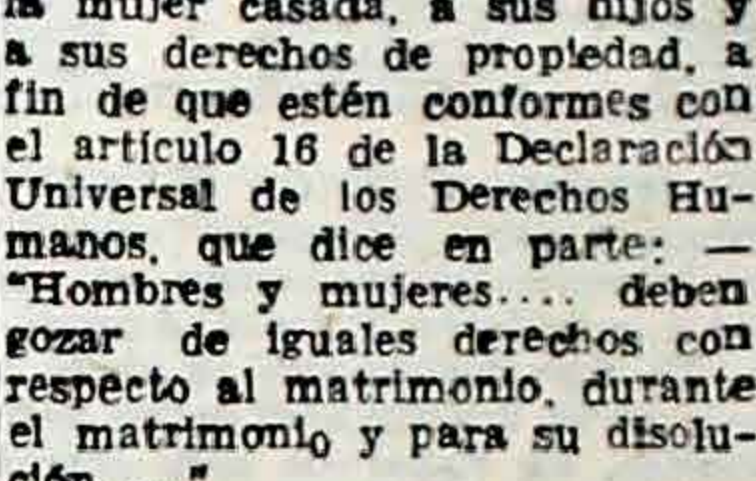 la mujer casada, a sus hijos y
a sus derechos de propiedad, a
fin de que estén conformes con
el artículo 16 de la Declaración
Universal de los Derechos Hu-
manos, que dice en parte: —
"Hombres y mujeres.... deben
gozar de iguales derechos con
respecto al matrimonio, durante
el matrimonio y para su disolu-
ción ...."